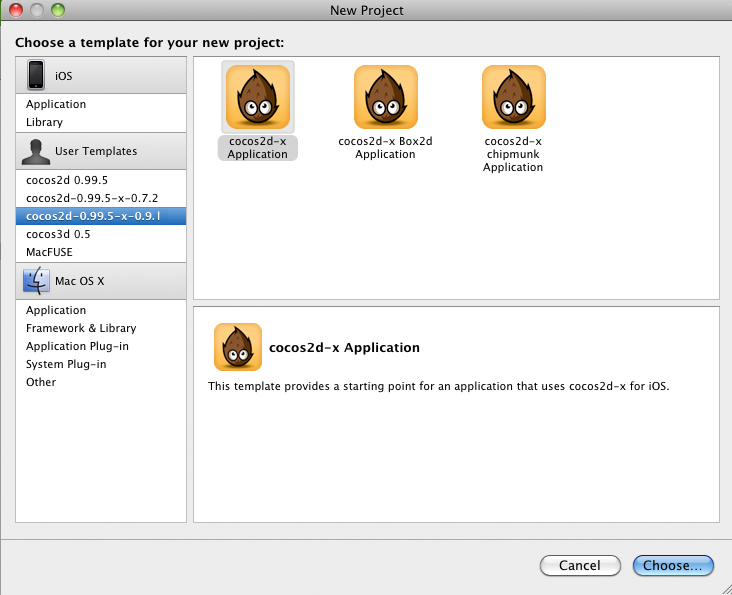 New Project
Choose a template for your new project:
iOS
Application
Library
User Templates
cocos2d 0.99.5
cocos2d-0.99.5-x-0.7.2
cocos2d-0.99.5-x-0.9.1
cocos3d 0.5
MacFUSE
Mac OS X
Application
Framework & Library
Application Plug-in
System Plug-in
Other
cocos2d-x
Application
cocos2d-x Box2d
Application
cocos2d-x
chipmunk
Application
cocos2d-x Application
This template provides a starting point for an application that uses cocos2d-x for iOS.
Cancel
Choose...